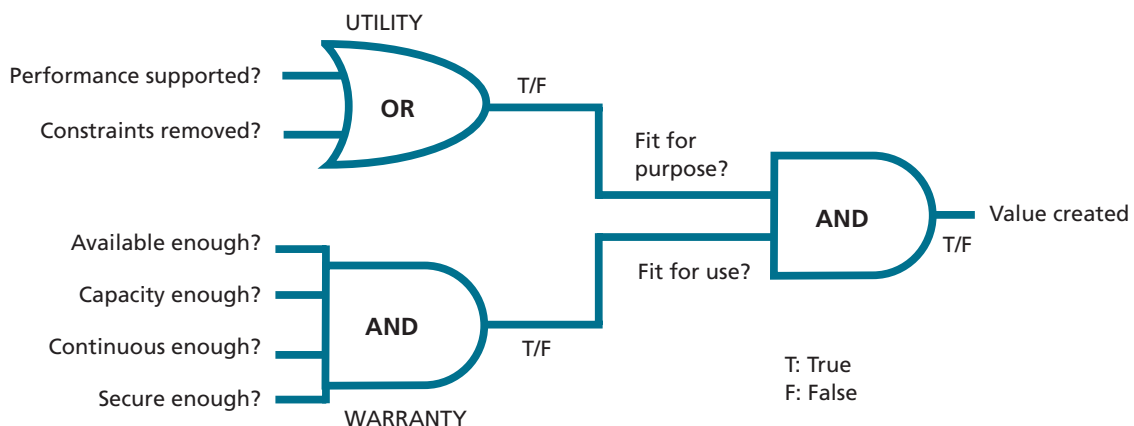 UTILITY
Performance supported?
Constraints removed?
OR
T/F
Fit for
purpose?
Available enough?
Capacity enough?
Continuous enough?
Secure enough?
AND
T/F
WARRANTY
Fit for use?
AND
T/F
Value created
T: True
F: False